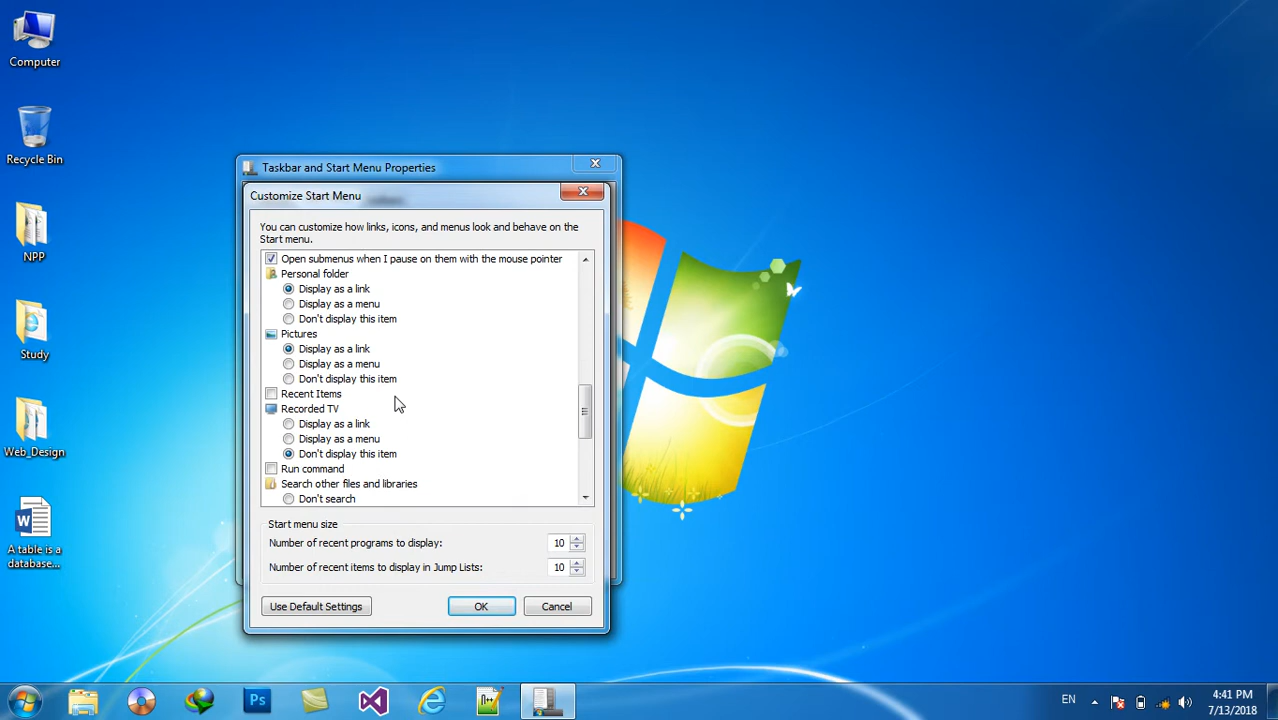 Computer
Recycle Bin
NPP
Study
Web_Design
A table is a
database...
Taskbar and Start Menu Properties
Customize Start Menu
You can customize how links, icons, and menus look and behave on the
Start menu.
Open submenus when I pause on them with the mouse pointer
Personal folder
Display as a link
Display as a menu
Don't display this item
Pictures
Display as a link
Display as a menu
Don't display this item
Recent Items
Recorded TV
Display as a link
Display as a menu
Don't display this item
Run command
Search other files and libraries
Don't search
Start menu size
Number of recent programs to display: 10
Number of recent items to display in Jump Lists: 10
Use Default Settings
OK
Cancel
Ps
EN
4:41 PM
7/13/2018